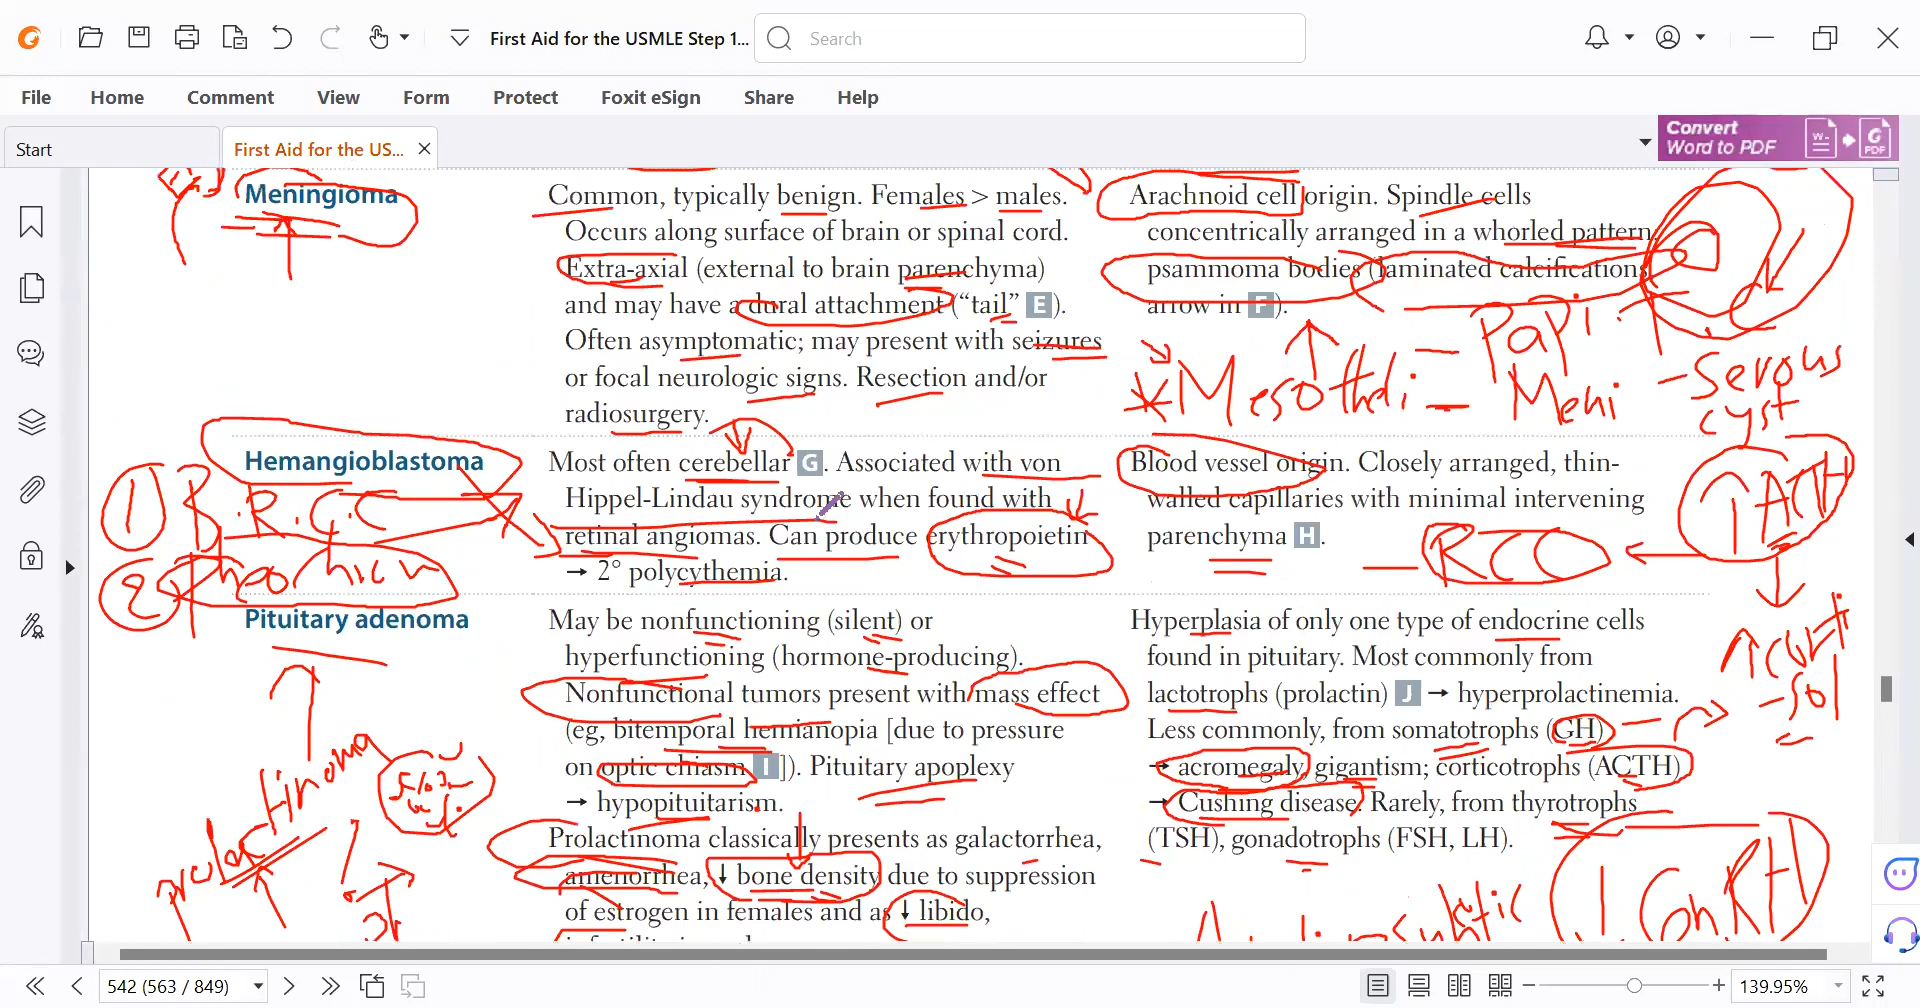 First Aid for the USMLE Step 1...
Search
File Home Comment View Form Protect Foxit eSign Share Help
Start
First Aid for the US...
Convert
Word to PDF
W
PDF
Meningioma
Common, typically benign. Females > males.
Occurs along surface of brain or spinal cord.
Extra-axial (external to brain parenchyma)
and may have a dural attachment (“tail” E).
Often asymptomatic; may present with seizures
or focal neurologic signs. Resection and/or
radiosurgery.
Arachnoid cell origin. Spindle cells
concentrically arranged in a whorled pattern;
psammoma bodies (laminated calcifications,
arrow in F).
Papi
Mesothdi
Meni
- Serous
cyst
Hemangioblastoma
Most often cerebellar G. Associated with von
Hippel-Lindau syndrome when found with
retinal angiomas. Can produce erythropoietin
→ 2° polycythemia.
Blood vessel origin. Closely arranged, thin-
walled capillaries with minimal intervening
parenchyma H.
1
2
↑ACTH
Pituitary adenoma
May be nonfunctioning (silent) or
hyperfunctioning (hormone-producing).
Nonfunctional tumors present with mass effect
(eg, bitemporal hemianopia [due to pressure
on optic chiasm I]). Pituitary apoplexy
→ hypopituitarism.
Prolactinoma classically presents as galactorrhea,
amenorrhea, ↓ bone density due to suppression
of estrogen in females and as ↓ libido,
Hyperplasia of only one type of endocrine cells
found in pituitary. Most commonly from
lactotrophs (prolactin) J → hyperprolactinemia.
Less commonly, from somatotrophs (GH)
→ acromegaly, gigantism; corticotrophs (ACTH)
→ Cushing disease. Rarely, from thyrotrophs
(TSH), gonadotrophs (FSH, LH).
↑Corti
-sol
↓GnRH
542 (563 / 849)
139.95%